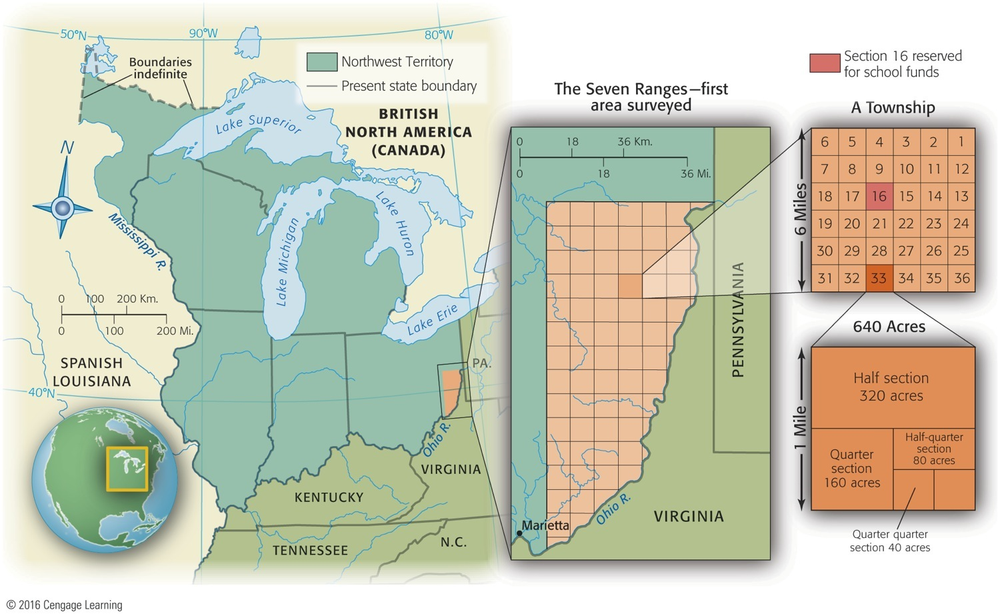 50°N
90°W
80°W
Boundaries
indefinite
Northwest Territory
Present state boundary
BRITISH
NORTH AMERICA
(CANADA)
Lake Superior
N
Mississippi R.
Lake Michigan
Lake Huron
Lake Erie
0 100 200 Km.
0 100 200 Mi.
SPANISH
LOUISIANA
40°N
PA.
Ohio R.
VIRGINIA
KENTUCKY
TENNESSEE
N.C.
The Seven Ranges—first
area surveyed
0 18 36 Km.
0 18 36 Mi.
PENNSYLVANIA
Ohio R.
VIRGINIA
Marietta
Section 16 reserved
for school funds
A Township
6 Miles
6 5 4 3 2 1
7 8 9 10 11 12
18 17 16 15 14 13
19 20 21 22 23 24
30 29 28 27 26 25
31 32 33 34 35 36
640 Acres
1 Mile
Half section
320 acres
Quarter
section
160 acres
Half-quarter
section
80 acres
Quarter quarter
section 40 acres
© 2016 Cengage Learning